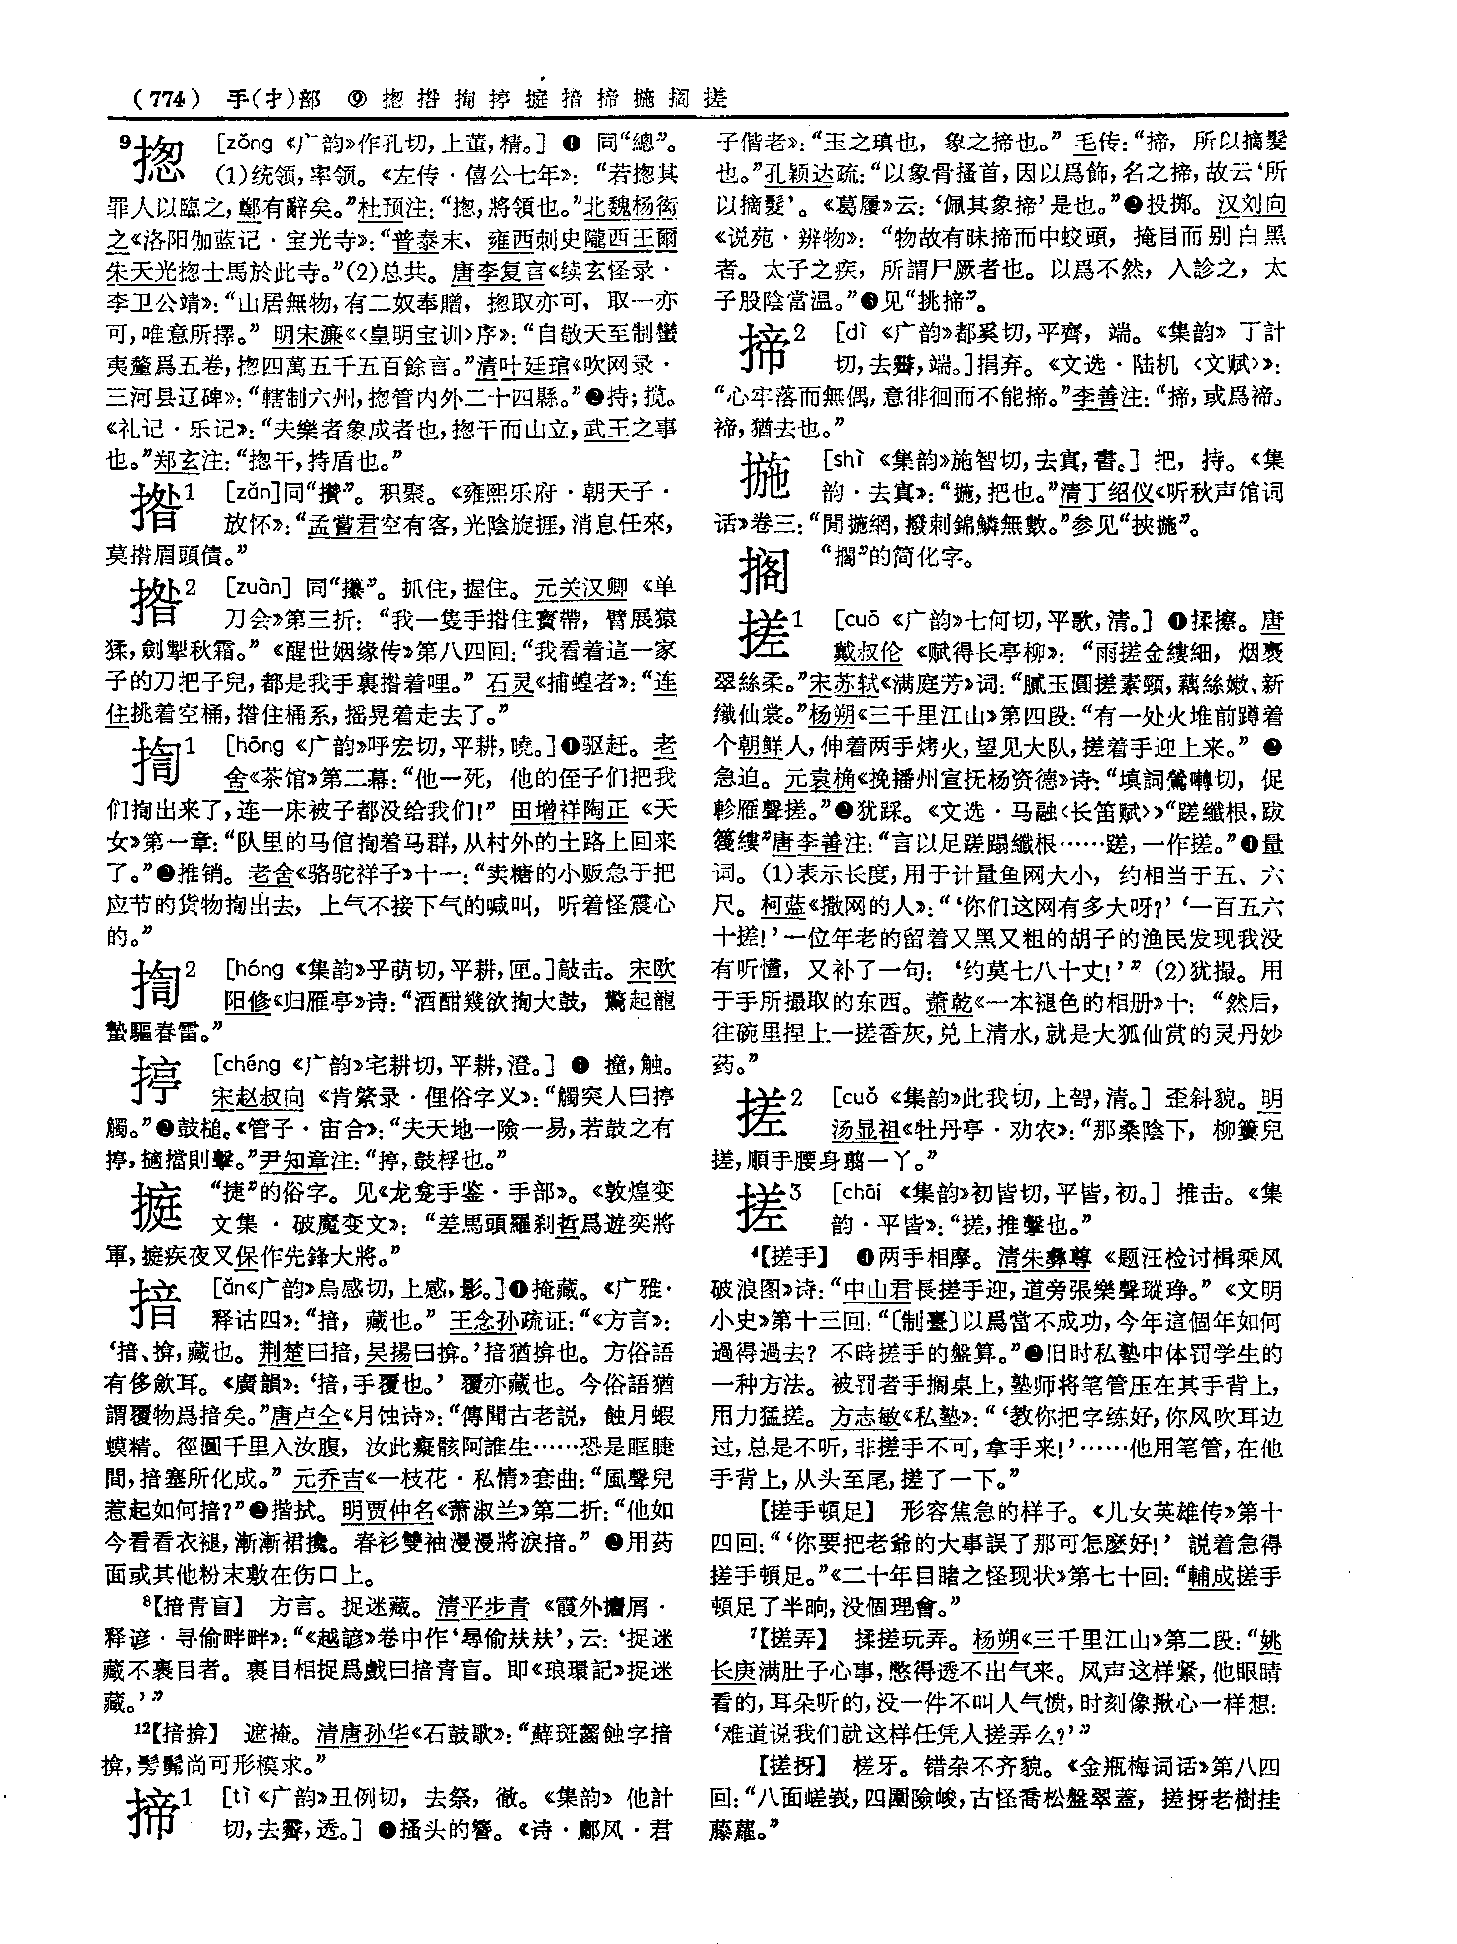 (774) 手(扌)部 ⑨ 揔揝掏揨摨揞揥揓搁搓
⁹揔 [zǒng《广韵》作孔切,上董,精。] ❶ 同“總”。
(1)统领,率领。《左传·僖公七年》：“若揔其
罪人以臨之,鄭有辭矣。”杜预注:“揔,將領也。”北魏杨衒
之《洛阳伽蓝记·宝光寺》:“普泰末、雍西刺史隴西王爾
朱天光揔士馬於此寺。”(2)总共。唐李复言《续玄怪录·
李卫公靖》:“山居無物,有二奴奉贈，揔取亦可，取一亦
可,唯意所擇。” 明宋濂《〈皇明宝训〉序》:“自敬天至制蠻
夷釐爲五卷,揔四萬五千五百餘言。”清叶廷琯《吹网录·
三河县辽碑》:“轄制六州,揔管内外二十四縣。”❷持;揽。
《礼记·乐记》:“夫樂者象成者也,揔干而山立,武王之事
也。”郑玄注:“揔干,持盾也。”
揝1 [zǎn]同“攢”。积聚。《雍熙乐府·朝天子·
放怀》:“孟嘗君空有客,光陰旋捱,消息任來,
莫揝眉頭債。”
揝2 [zuàn] 同“攥”。抓住,握住。元关汉卿《单
刀会》第三折：“我一隻手揝住寶帶，臂展猿
猱,劍掣秋霜。”《醒世姻缘传》第八四回:“我看着這一家
子的刀把子兒,都是我手裏揝着哩。” 石灵《捕蝗者》:“连
住挑着空桶,揝住桶系,摇晃着走去了。”
揈1 [hōng《广韵》呼宏切,平耕,曉。]❶驱赶。老
舍《茶馆》第二幕:“他一死，他的侄子们把我
们揈出来了,连一床被子都没给我们!” 田增祥陶正《天
女》第一章:“队里的马倌揈着马群,从村外的土路上回来
了。”❷推销。老舍《骆驼祥子》十一:“卖糖的小贩急于把
应节的货物揈出去，上气不接下气的喊叫，听着怪震心
的。”
揈2 [hóng《集韵》乎萌切,平耕,匣。]敲击。宋欧
阳修《归雁亭》诗:“酒酣幾欲揈大鼓，驚起龍
蟄驅春雷。”
揨 [chéng《广韵》宅耕切,平耕,澄。] ❶ 撞,触。
宋赵叔向《肯綮录·俚俗字义》:“觸突人曰揨
觸。”❷鼓槌。《管子·宙合》:“夫天地一險一易,若鼓之有
揨,擿擋則擊。”尹知章注:“揨,鼓桴也。”
“捷”的俗字。见《龙龛手鉴·手部》。《敦煌变
文集·破魔变文》：“差馬頭羅刹哲爲遊奕將
軍,疾夜叉保作先鋒大將。”
揞 [ǎn《广韵》烏感切,上感,影。]❶掩藏。《广雅·
释诂四》:“揞，藏也。” 王念孙疏证:“《方言》:
‘揞、揜,藏也。荆楚曰揞,吴揚曰揜。’揞猶揜也。方俗語
有侈歛耳。《廣韻》:‘揞,手覆也。’ 覆亦藏也。今俗語猶
謂覆物爲揞矣。”唐卢仝《月蚀诗》:“傳聞古老説，蝕月蝦
蟆精。徑圓千里入汝腹，汝此癡骸阿誰生……恐是眶睫
間,揞塞所化成。” 元乔吉《一枝花·私情》套曲:“風聲兒
惹起如何揞?”❷揩拭。明贾仲名《萧淑兰》第二折:“他如
今看看衣褪,漸漸裙攙。春衫雙袖漫漫將淚揞。” ❸用药
面或其他粉末敷在伤口上。
⁸【揞青盲】 方言。捉迷藏。清平步青《霞外攟屑·
释谚·寻偷畔畔》:“《越諺》卷中作‘尋偷㚘㚘’,云: ‘捉迷
藏不裹目者。裹目相捉爲戲曰揞青盲。即《琅環記》捉迷
藏。’”
¹²【揞揜】 遮掩。清唐孙华《石鼓歌》:“蘚斑齧蝕字揞
揜,髣髴尚可形模求。”
揥1 [tì《广韵》丑例切，去祭，徹。《集韵》他計
切,去霽,透。] ❶搔头的簪。《诗·鄘风·君
子偕老》:“玉之瑱也，象之揥也。” 毛传:“揥，所以摘髮
也。”孔颖达疏:“以象骨搔首,因以爲飾,名之揥,故云‘所
以摘髮’。《葛屨》云: ‘佩其象揥’是也。”❷投掷。汉刘向
《说苑·辨物》：“物故有昧揥而中蛟頭，掩目而别白黑
者。太子之疾，所謂尸厥者也。以爲不然，入診之，太
子股陰當温。”❸见“挑揥”。
揥2 [dì《广韵》都奚切,平齊，端。《集韵》丁計
切,去霽,端。]捐弃。《文选·陆机〈文赋〉》:
“心牢落而無偶,意徘徊而不能揥。”李善注:“揥,或爲褅。
褅,猶去也。”
揓 [shì《集韵》施智切,去寘,書。] 把，持。《集
韵·去寘》:“揓,把也。”清丁绍仪《听秋声馆词
话》卷三:“閒揓網,撥刺錦鱗無數。”参见“挾揓”。
搁 “擱”的简化字。
搓1 [cuō《广韵》七何切,平歌,清。] ❶揉擦。唐
戴叔伦《赋得长亭柳》：“雨搓金縷細，烟裊
翠絲柔。”宋苏轼《满庭芳》词:“膩玉圓搓素頸,藕絲嫩、新
織仙裳。”杨朔《三千里江山》第四段:“有一处火堆前蹲着
个朝鲜人,伸着两手烤火,望见大队,搓着手迎上来。” ❷
急迫。元袁桷《挽播州宣抚杨资德》诗:“填詞鶯囀切，促
軫雁聲搓。”❸犹踩。《文选·马融〈长笛赋〉》“蹉纖根,跋
篾縷”唐李善注:“言以足蹉蹋纖根……蹉,一作搓。”❹量
词。(1)表示长度,用于计量鱼网大小，约相当于五、六
尺。柯蓝《撒网的人》:“‘你们这网有多大呀?’ ‘一百五六
十搓!’一位年老的留着又黑又粗的胡子的渔民发现我没
有听懂，又补了一句：‘约莫七八十丈!’” (2)犹撮。用
于手所撮取的东西。萧乾《一本褪色的相册》十：“然后,
往碗里捏上一搓香灰,兑上清水,就是大狐仙赏的灵丹妙
药。”
搓2 [cuǒ《集韵》此我切,上哿,清。] 歪斜貌。明
汤显祖《牡丹亭·劝农》:“那桑陰下，柳簍兒
搓,順手腰身翦一丫。”
搓3 [chāi《集韵》初皆切,平皆,初。] 推击。《集
韵·平皆》:“搓,推擊也。”
⁴【搓手】 ❶两手相摩。清朱彝尊《题汪检讨楫乘风
破浪图》诗:“中山君長搓手迎,道旁張樂聲瑽琤。”《文明
小史》第十三回:“〔制臺〕以爲當不成功,今年這個年如何
過得過去? 不時搓手的盤算。”❷旧时私塾中体罚学生的
一种方法。被罚者手搁桌上,塾师将笔管压在其手背上,
用力猛搓。方志敏《私塾》:“‘教你把字练好,你风吹耳边
过,总是不听,非搓手不可,拿手来!’……他用笔管,在他
手背上,从头至尾,搓了一下。”
【搓手頓足】 形容焦急的样子。《儿女英雄传》第十
四回:“‘你要把老爺的大事誤了那可怎麼好!’ 説着急得
搓手頓足。”《二十年目睹之怪现状》第七十回:“輔成搓手
頓足了半晌,没個理會。”
⁷【搓弄】 揉搓玩弄。杨朔《三千里江山》第二段:“姚
长庚满肚子心事,憋得透不出气来。风声这样紧,他眼睛
看的,耳朵听的,没一件不叫人气愤,时刻像揪心一样想:
‘难道说我们就这样任凭人搓弄么?’”
【搓捓】 槎牙。错杂不齐貌。《金瓶梅词话》第八四
回:“八面嵯峩,四圍險峻,古怪喬松盤翠蓋，搓捓老樹挂
藤蘿。”